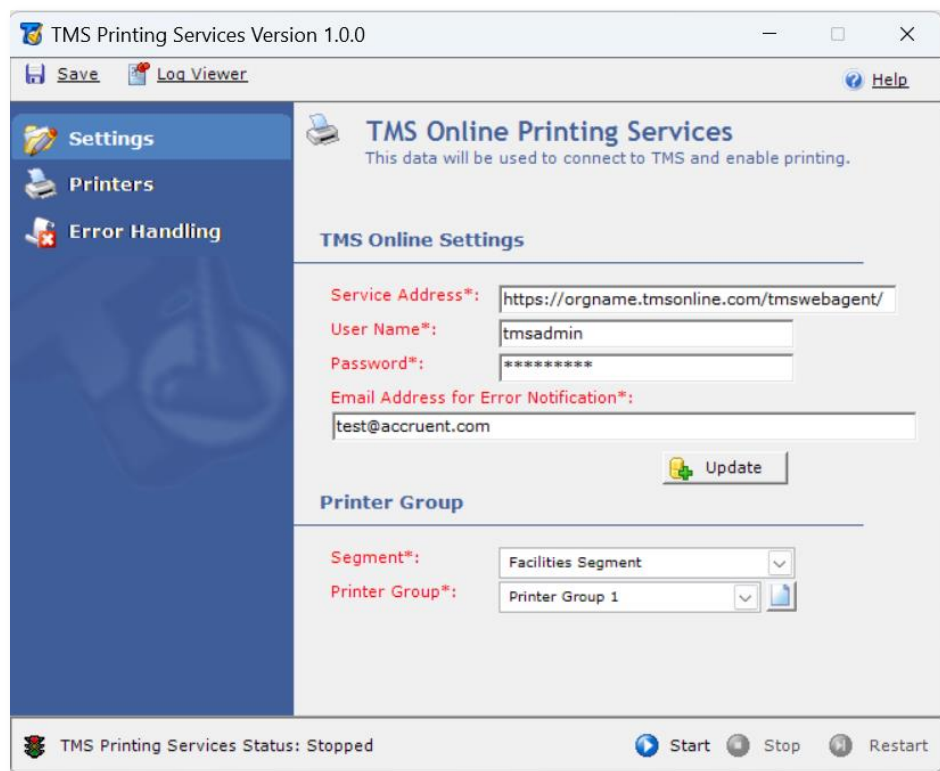 TMS Printing Services Version 1.0.0
Save Log Viewer Help
Settings
Printers
Error Handling
TMS Online Printing Services
This data will be used to connect to TMS and enable printing.
TMS Online Settings
Service Address*: https://orgname.tmsonline.com/tmswebagent/
User Name*: tmsadmin
Password*: *********
Email Address for Error Notification*:
test@accruent.com
Update
Printer Group
Segment*: Facilities Segment
Printer Group*: Printer Group 1
TMS Printing Services Status: Stopped Start Stop Restart